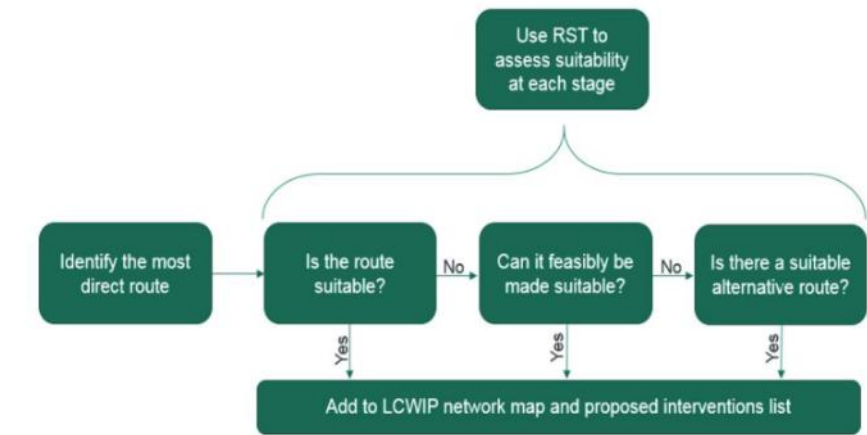 Use RST to
assess suitability
at each stage
Identify the most
direct route
Is the route
suitable?
No
Can it feasibly be
made suitable?
No
Is there a suitable
alternative route?
Yes
Yes
Yes
Add to LCWIP network map and proposed interventions list